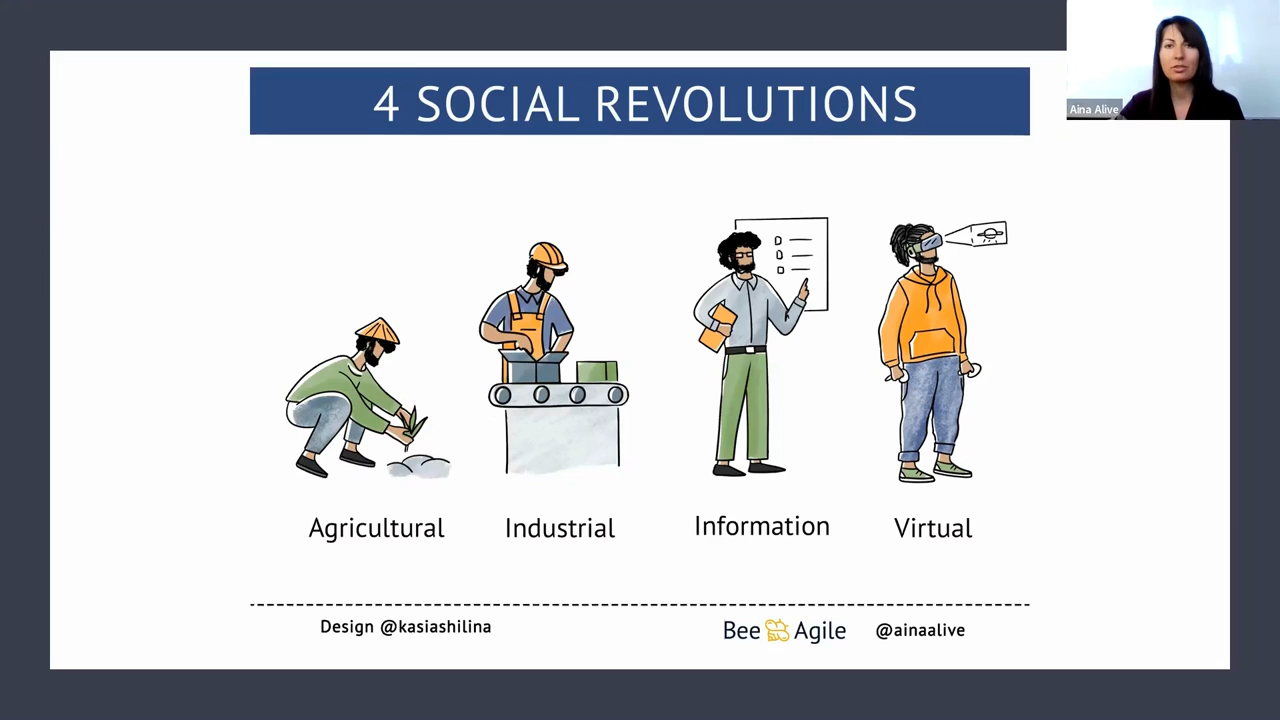 4 SOCIAL REVOLUTIONS
Aina Alive
Agricultural
Industrial
Information
Virtual
Design @kasiashilina
Bee Agile
@ainaalive